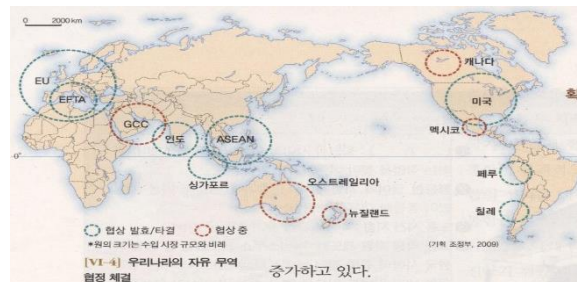 0 2000 km
EU
EFTA
GCC
인도
ASEAN
싱가포르
오스트레일리아
뉴질랜드
캐나다
미국
멕시코
페루
칠레
0°
획
협상 발효/타결 협상 중
*원의 크기는 수입 시장 규모와 비례
(기획 조정부, 2009)
[VI-4] 우리나라의 자유 무역
협정 체결
증가하고 있다.